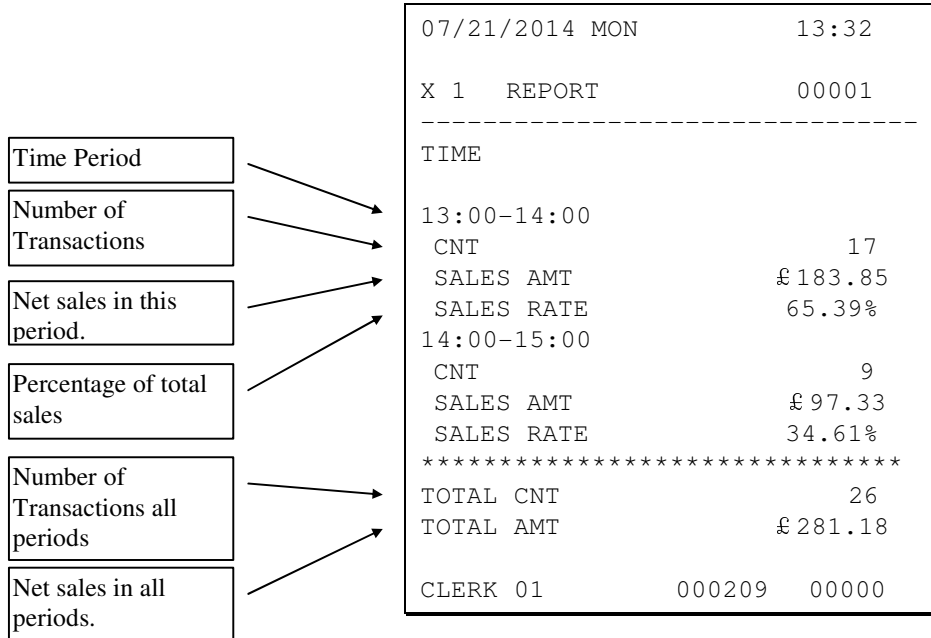 07/21/2014 MON 13:32
X 1 REPORT 00001
--------------------------------
TIME
13:00-14:00
CNT 17
SALES AMT £183.85
SALES RATE 65.39%
14:00-15:00
CNT 9
SALES AMT £97.33
SALES RATE 34.61%
*******************************
TOTAL CNT 26
TOTAL AMT £281.18
CLERK 01 000209 00000
Time Period
Number of
Transactions
Net sales in this
period.
Percentage of total
sales
Number of
Transactions all
periods
Net sales in all
periods.